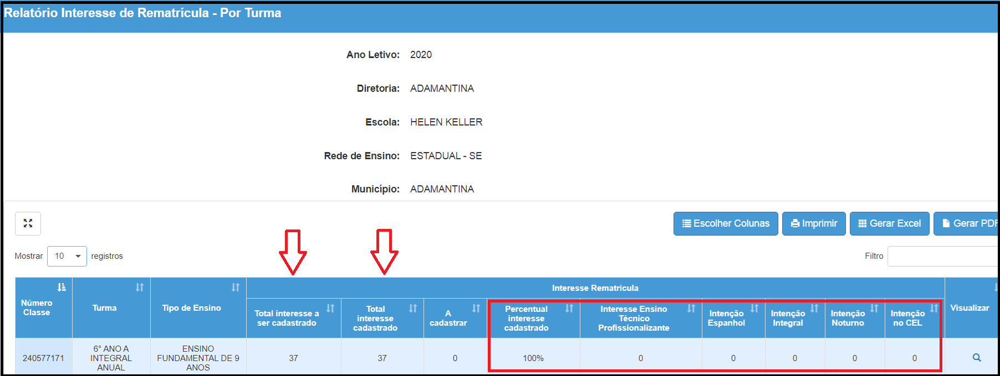 Relatório Interesse de Rematrícula - Por Turma
Ano Letivo: 2020
Diretoria: ADAMANTINA
Escola: HELEN KELLER
Rede de Ensino: ESTADUAL - SE
Município: ADAMANTINA
Escolher Colunas Imprimir Gerar Excel Gerar PDF
Mostrar 10 registros
Filtro
Interesse Rematrícula
Número
Classe
Turma
Tipo de Ensino
Total interesse a
ser cadastrado
Total
interesse
cadastrado
A
cadastrar
Percentual
interesse
cadastrado
Interesse Ensino
Técnico
Profissionalizante
Intenção
Espanhol
Intenção
Integral
Intenção
Noturno
Intenção
no CEL
Visualizar
240577171
6° ANO A
INTEGRAL
ANUAL
ENSINO
FUNDAMENTAL DE 9
ANOS
37
37
0
100%
0
0
0
0
0